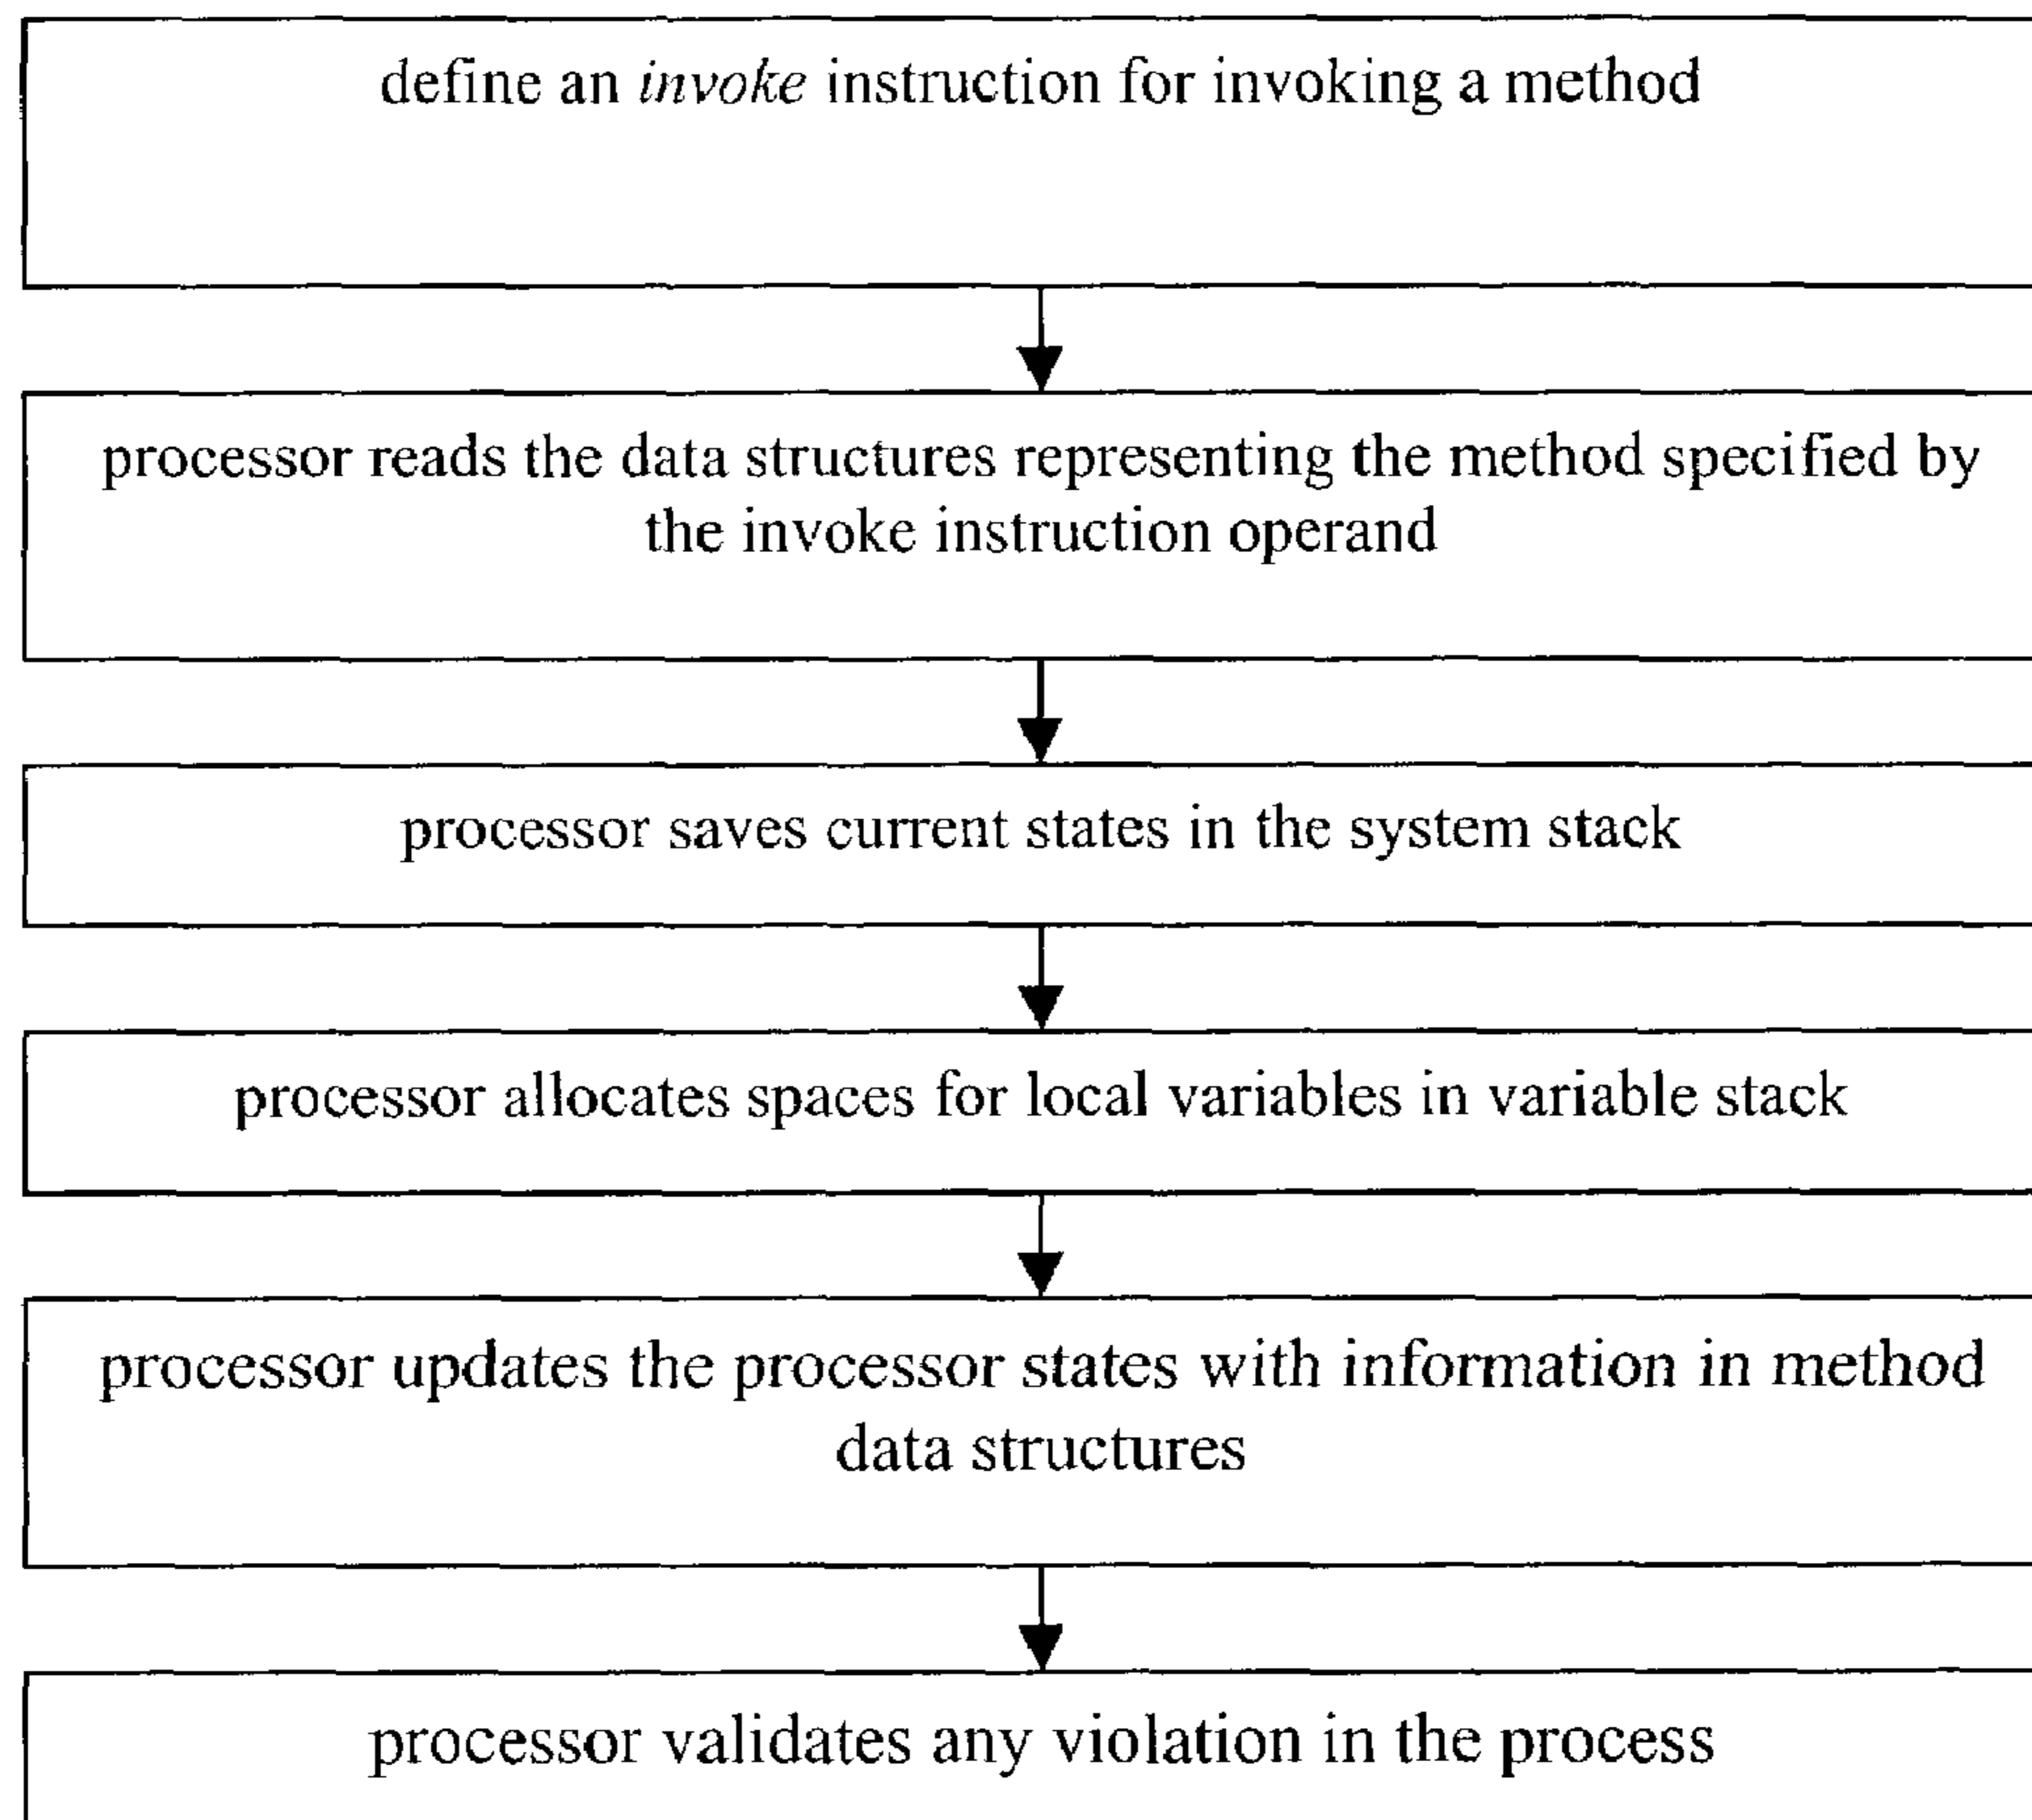 define an invoke instruction for invoking a method
processor reads the data structures representing the method specified by
the invoke instruction operand
processor saves current states in the system stack
processor allocates spaces for local variables in variable stack
processor updates the processor states with information in method
data structures
processor validates any violation in the process